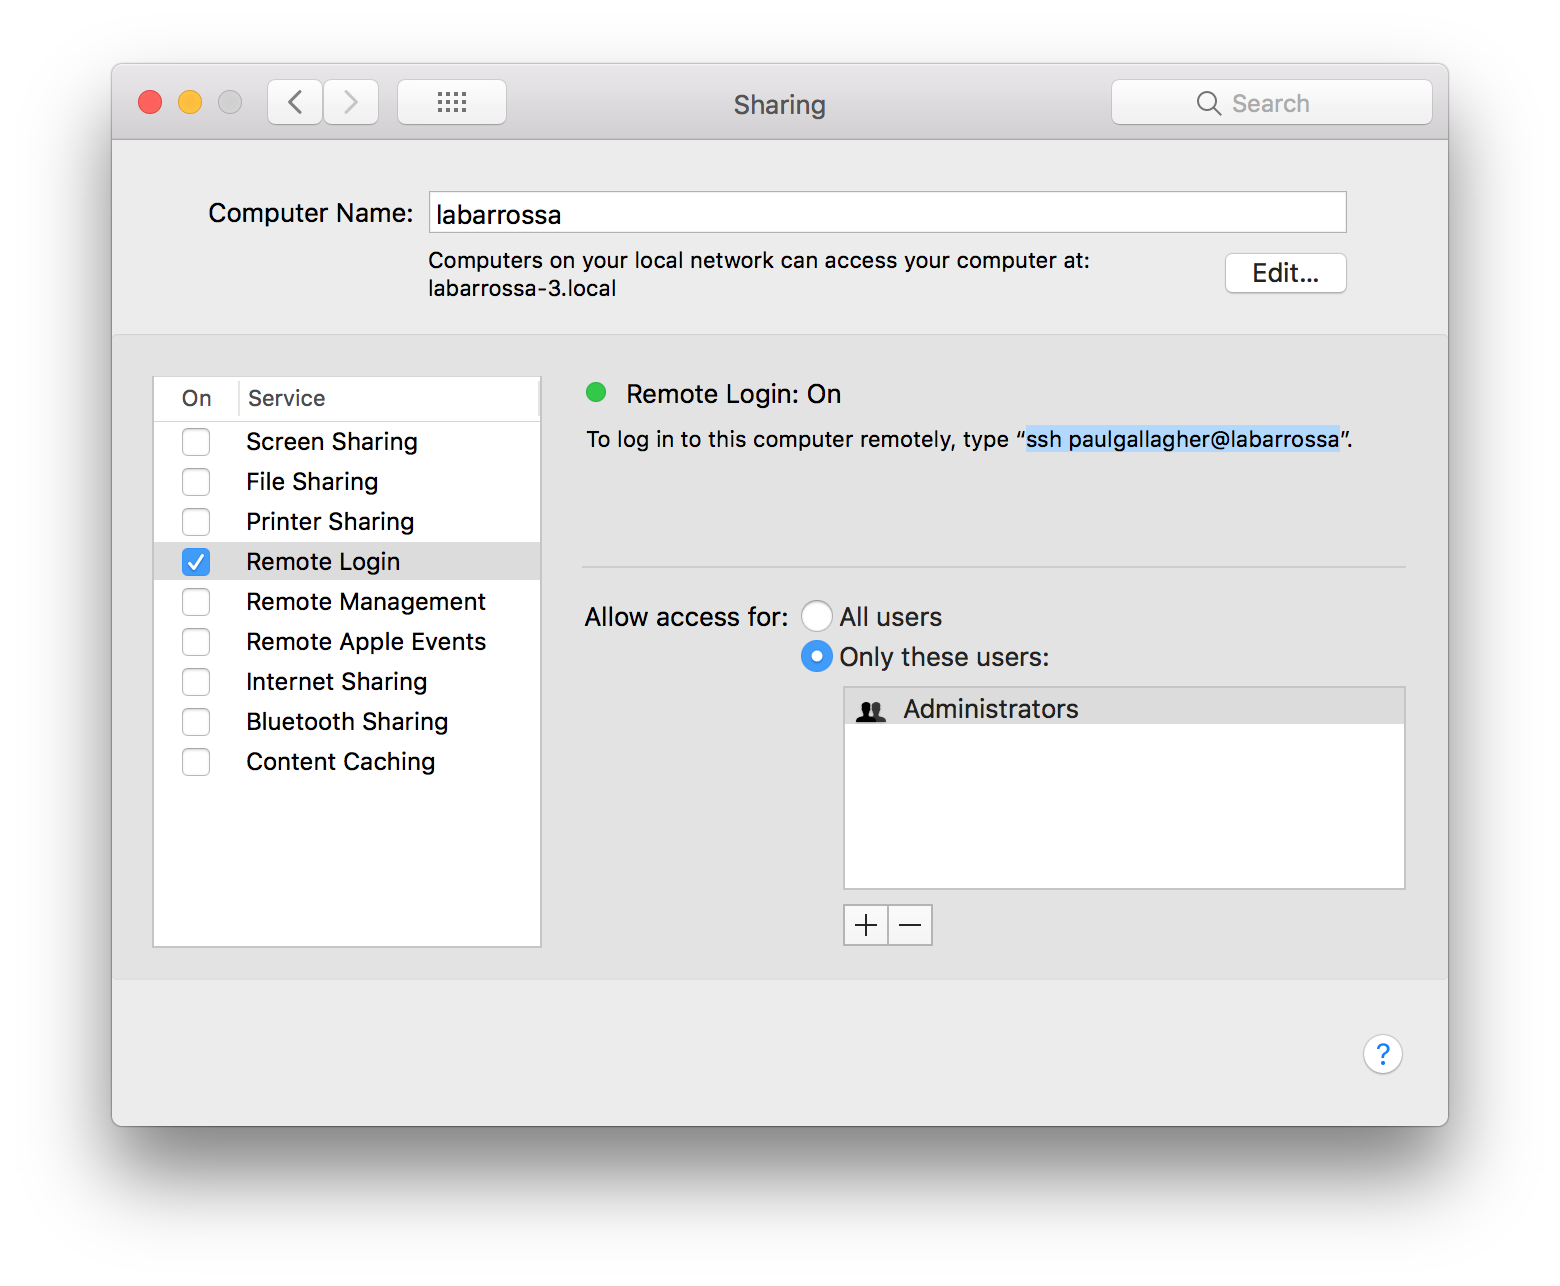 Sharing
Search
Computer Name:
labarrossa
Computers on your local network can access your computer at:
labarrossa-3.local
Edit...
On
Service
Screen Sharing
File Sharing
Printer Sharing
Remote Login
Remote Management
Remote Apple Events
Internet Sharing
Bluetooth Sharing
Content Caching
Remote Login: On
To log in to this computer remotely, type “ssh paulgallagher@labarrossa”.
Allow access for:
All users
Only these users:
Administrators
+
—
?